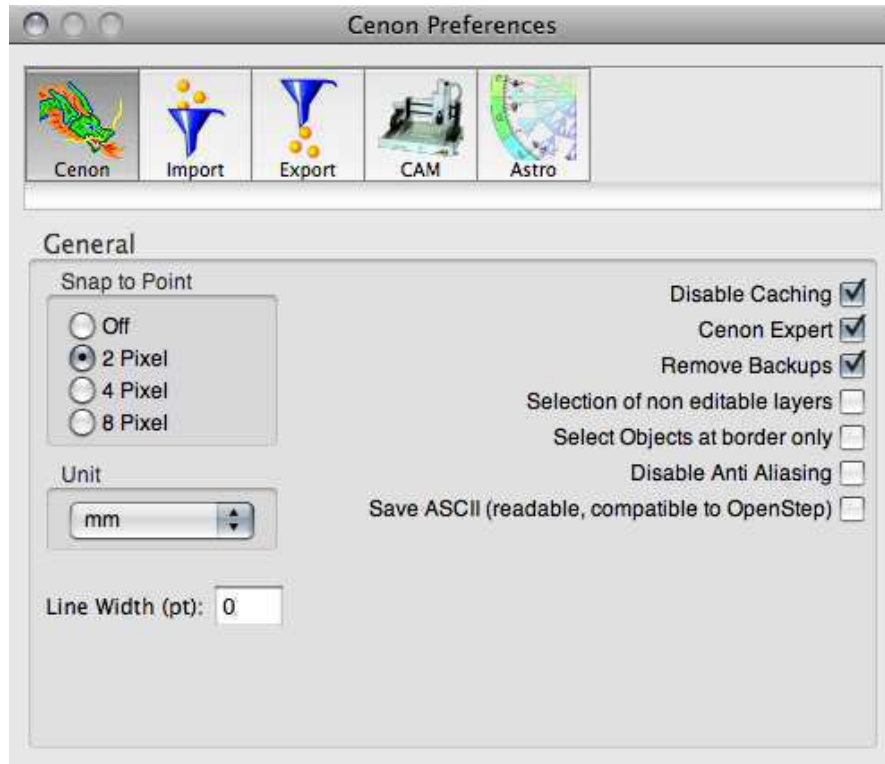 Cenon Preferences
Cenon Import Export CAM Astro
General
Snap to Point
Off
2 Pixel
4 Pixel
8 Pixel
Unit
mm
Line Width (pt): 0
Disable Caching
Cenon Expert
Remove Backups
Selection of non editable layers
Select Objects at border only
Disable Anti Aliasing
Save ASCII (readable, compatible to OpenStep)